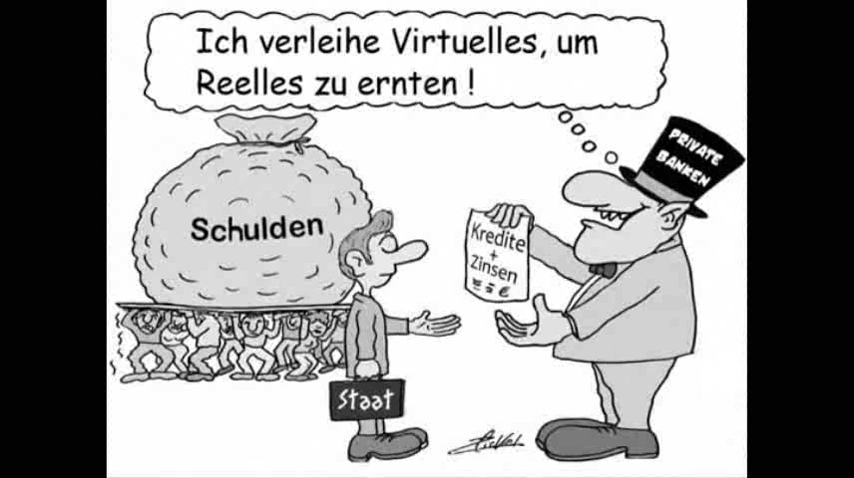 Ich verleihe Virtuelles, um
Reelles zu ernten !
PRIVATE
BANKEN
Schulden
Kredite
+
Zinsen
Staat